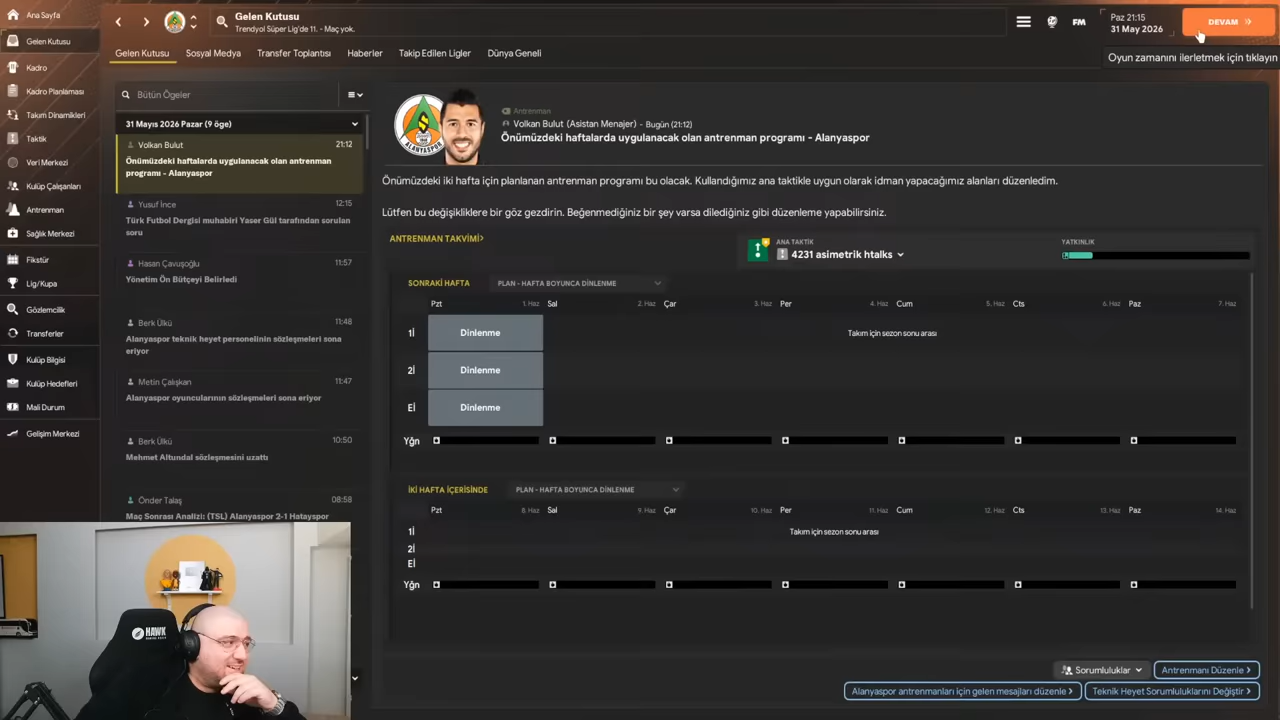 Ana Sayfa
Gelen Kutusu
Kadro
Kadro Planlaması
Takım Dinamikleri
Taktik
Veri Merkezi
Kulüp Çalışanları
Antrenman
Sağlık Merkezi
Fikstür
Lig/Kupa
Gözlemcilik
Transferler
Kulüp Bilgisi
Kulüp Hedefleri
Mali Durum
Gelişim Merkezi
Gelen Kutusu
Trendyol Süper Lig'de 11. - Maç yok.
FM
Paz 21:15
31 May 2026
DEVAM
Oyun zamanını ilerletmek için tıklayın
Gelen Kutusu Sosyal Medya Transfer Toplantısı Haberler Takip Edilen Ligler Dünya Geneli
Bütün Ögeler
31 Mayıs 2026 Pazar (9 öge)
Volkan Bulut 21:12
Önümüzdeki haftalarda uygulanacak olan antrenman
programı - Alanyaspor
Yusuf İnce 12:15
Türk Futbol Dergisi muhabiri Yaser Gül tarafından sorulan
soru
Hasan Çavuşoğlu 11:57
Yönetim Ön Bütçeyi Belirledi
Berk Ülkü 11:48
Alanyaspor teknik heyet personelinin sözleşmeleri sona
eriyor
Metin Çalışkan 11:47
Alanyaspor oyuncularının sözleşmeleri sona eriyor
Berk Ülkü 10:50
Mehmet Altundal sözleşmesini uzattı
Önder Talaş 08:58
Maç Sonrası Analizi: (TSL) Alanyaspor 2-1 Hatayspor
ALANYASPOR
Antrenman
Volkan Bulut (Asistan Menajer) - Bugün (21:12)
Önümüzdeki haftalarda uygulanacak olan antrenman programı - Alanyaspor
Önümüzdeki iki hafta için planlanan antrenman programı bu olacak. Kullandığımız ana taktikle uygun olarak idman yapacağımız alanları düzenledim.
Lütfen bu değişikliklere bir göz gezdirin. Beğenmediğiniz bir şey varsa dilediğiniz gibi düzenleme yapabilirsiniz.
ANTRENMAN TAKVİMİ>
ANA TAKTİK
4231 asimetrik htalks
YATKINLIK
SONRAKİ HAFTA PLAN - HAFTA BOYUNCA DİNLENME
Pzt 1. Haz Sal 2. Haz Çar 3. Haz Per 4. Haz Cum 5. Haz Cts 6. Haz Paz 7. Haz
1İ Dinlenme Takım için sezon sonu arası
2İ Dinlenme
Eİ Dinlenme
Yğn
İKİ HAFTA İÇERİSİNDE PLAN - HAFTA BOYUNCA DİNLENME
Pzt 8. Haz Sal 9. Haz Çar 10. Haz Per 11. Haz Cum 12. Haz Cts 13. Haz Paz 14. Haz
1İ Takım için sezon sonu arası
2İ
Eİ
Yğn
Sorumluluklar Antrenmanı Düzenle >
Alanyaspor antrenmanları için gelen mesajları düzenle > Teknik Heyet Sorumluluklarını Değiştir >
HAWK